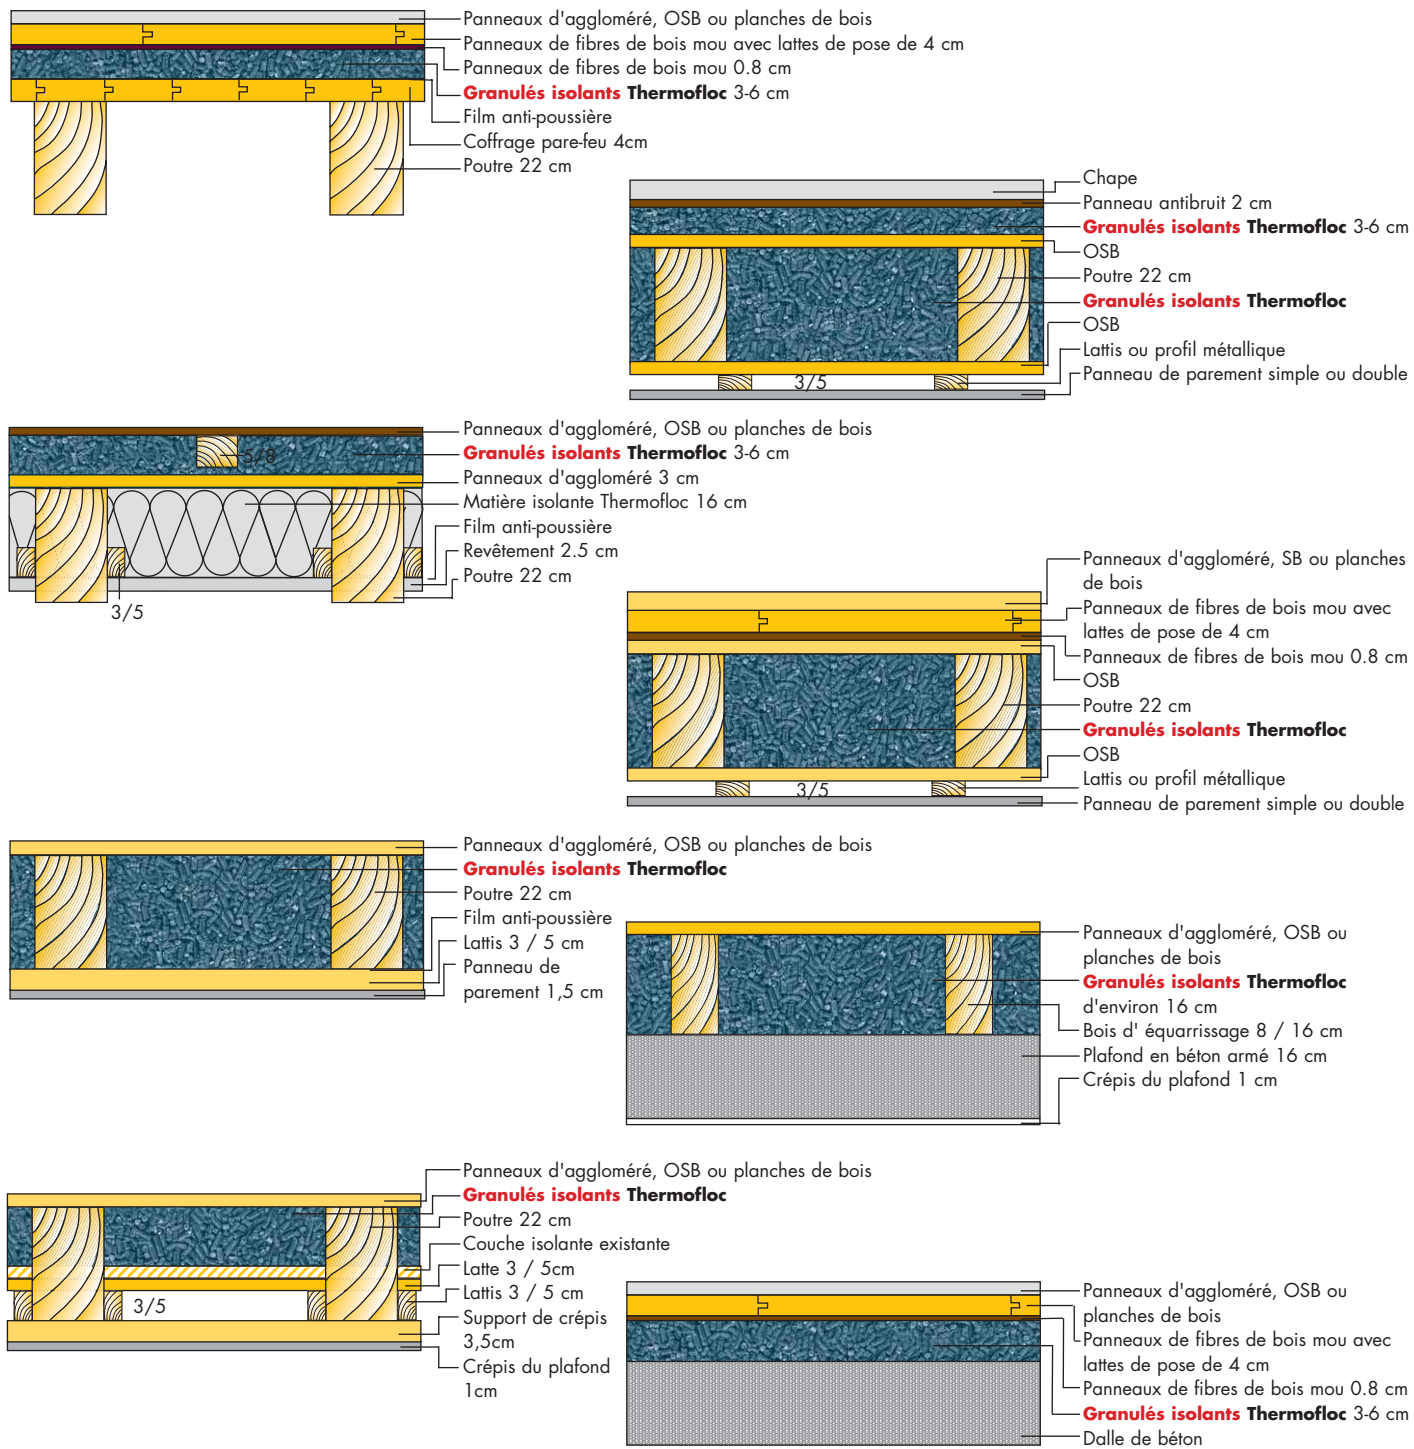 Panneaux d'aggloméré, OSB ou planches de bois
Panneaux de fibres de bois mou avec lattes de pose de 4 cm
Panneaux de fibres de bois mou 0.8 cm
Granulés isolants Thermofloc 3-6 cm
Film anti-poussière
Coffrage pare-feu 4cm
Poutre 22 cm
Chape
Panneau antibruit 2 cm
Granulés isolants Thermofloc 3-6 cm
OSB
Poutre 22 cm
Granulés isolants Thermofloc
OSB
Lattis ou profil métallique
3/5
Panneau de parement simple ou double
Panneaux d'aggloméré, OSB ou planches de bois
5/8
Granulés isolants Thermofloc 3-6 cm
Panneaux d'aggloméré 3 cm
Matière isolante Thermofloc 16 cm
Film anti-poussière
Revêtement 2.5 cm
Poutre 22 cm
3/5
Panneaux d'aggloméré, SB ou planches
de bois
Panneaux de fibres de bois mou avec
lattes de pose de 4 cm
Panneaux de fibres de bois mou 0.8 cm
OSB
Poutre 22 cm
Granulés isolants Thermofloc
OSB
Lattis ou profil métallique
3/5
Panneau de parement simple ou double
Panneaux d'aggloméré, OSB ou planches de bois
Granulés isolants Thermofloc
Poutre 22 cm
Film anti-poussière
Lattis 3 / 5 cm
Panneau de
parement 1,5 cm
Panneaux d'aggloméré, OSB ou
planches de bois
Granulés isolants Thermofloc
d'environ 16 cm
Bois d' équarrissage 8 / 16 cm
Plafond en béton armé 16 cm
Crépis du plafond 1 cm
Panneaux d'aggloméré, OSB ou planches de bois
Granulés isolants Thermofloc
Poutre 22 cm
Couche isolante existante
Latte 3 / 5cm
Lattis 3 / 5 cm
3/5
Support de crépis
3,5cm
Crépis du plafond
1cm
Panneaux d'aggloméré, OSB ou
planches de bois
Panneaux de fibres de bois mou avec
lattes de pose de 4 cm
Panneaux de fibres de bois mou 0.8 cm
Granulés isolants Thermofloc 3-6 cm
Dalle de béton